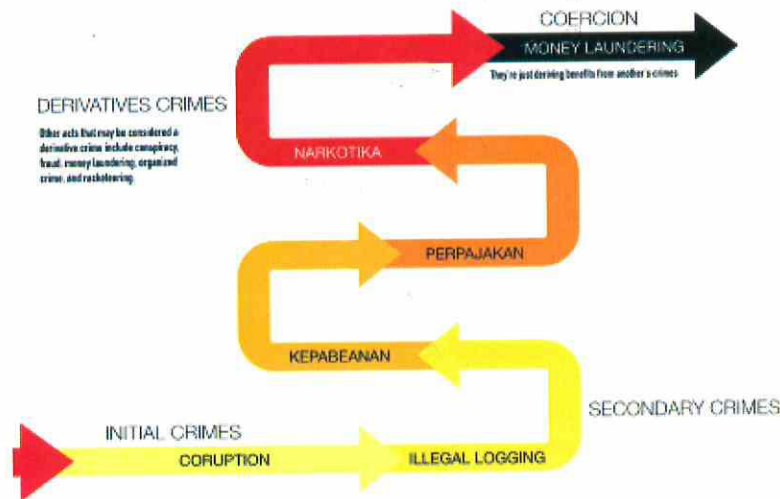 COERCION
MONEY LAUNDERING
They're just deriving benefits from another's crimes
DERIVATIVES CRIMES
Other acts that may be considered a
derivative crime include conspiracy,
fraud, money laundering, organized
crime, and racketeering.
NARKOTIKA
PERPAJAKAN
KEPABEANAN
SECONDARY CRIMES
INITIAL CRIMES
CORUPTION
ILLEGAL LOGGING